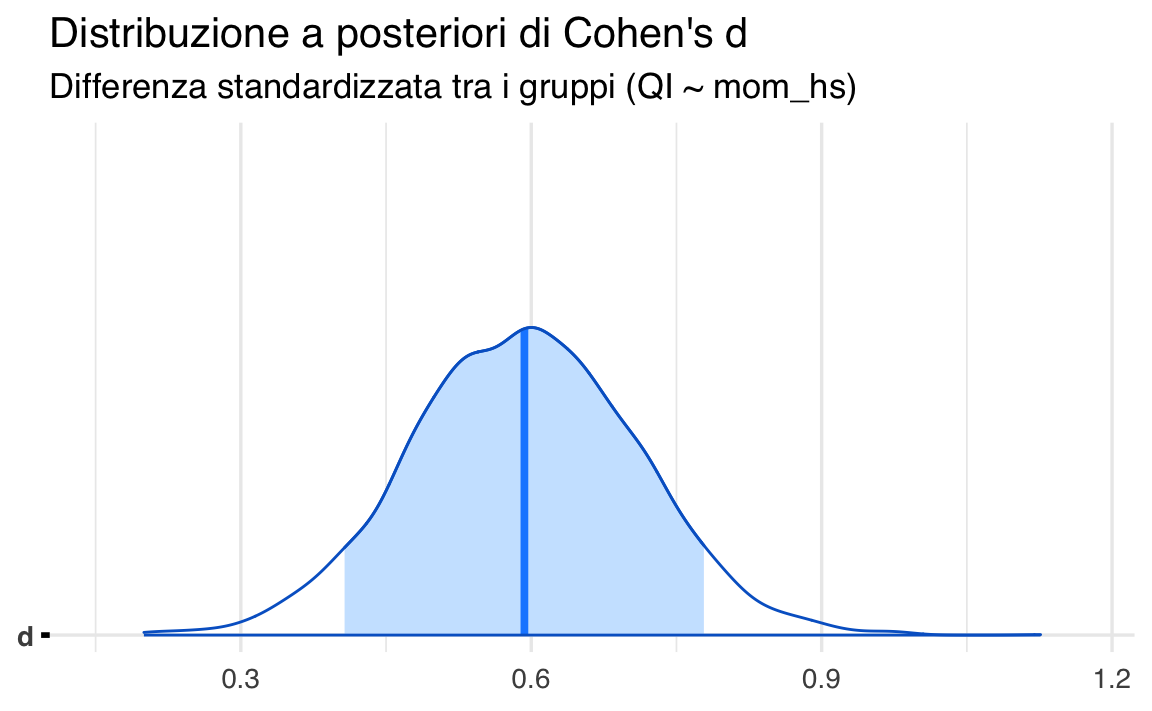 Distribuzione a posteriori di Cohen's d
Differenza standardizzata tra i gruppi (QI ~ mom_hs)
d
0.3 0.6 0.9 1.2